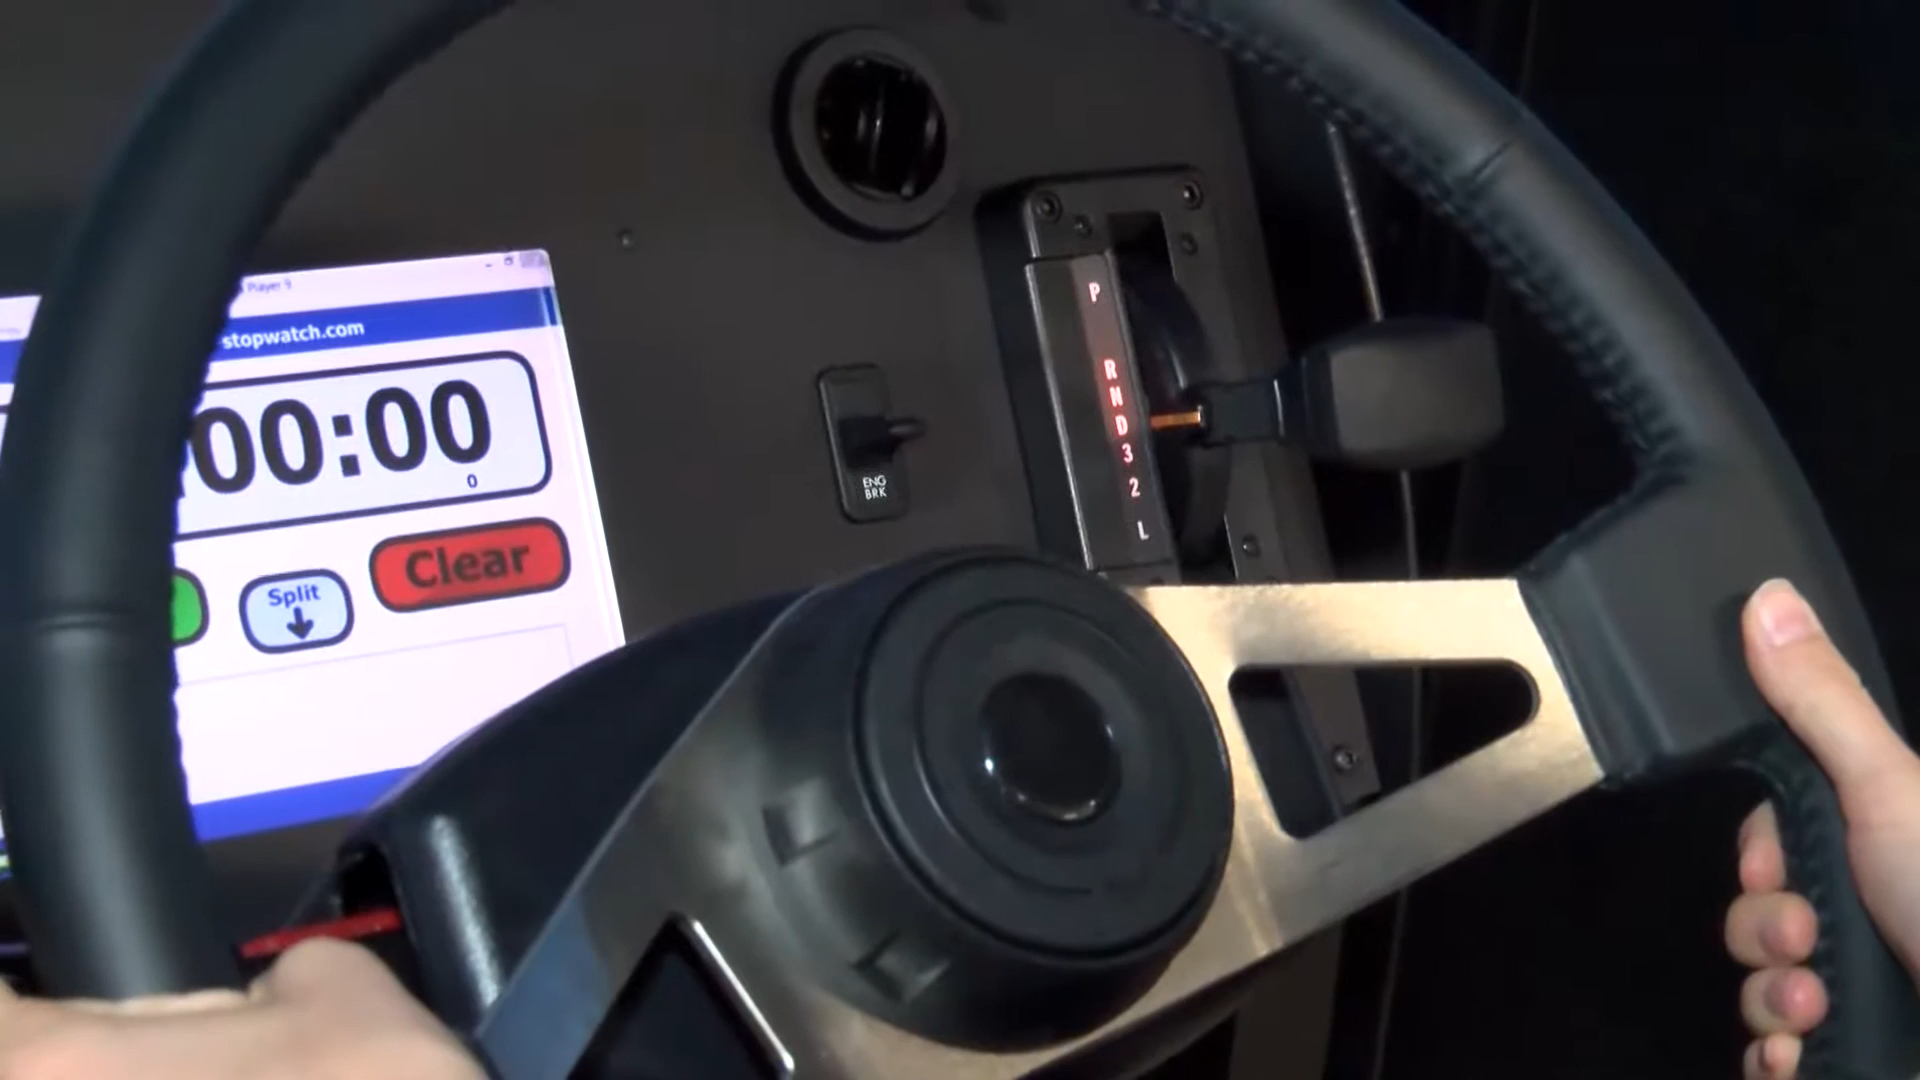 Player 9
stopwatch.com
00:00
0
Split
Clear
ENG
BRK
P
R
N
D
3
2
L